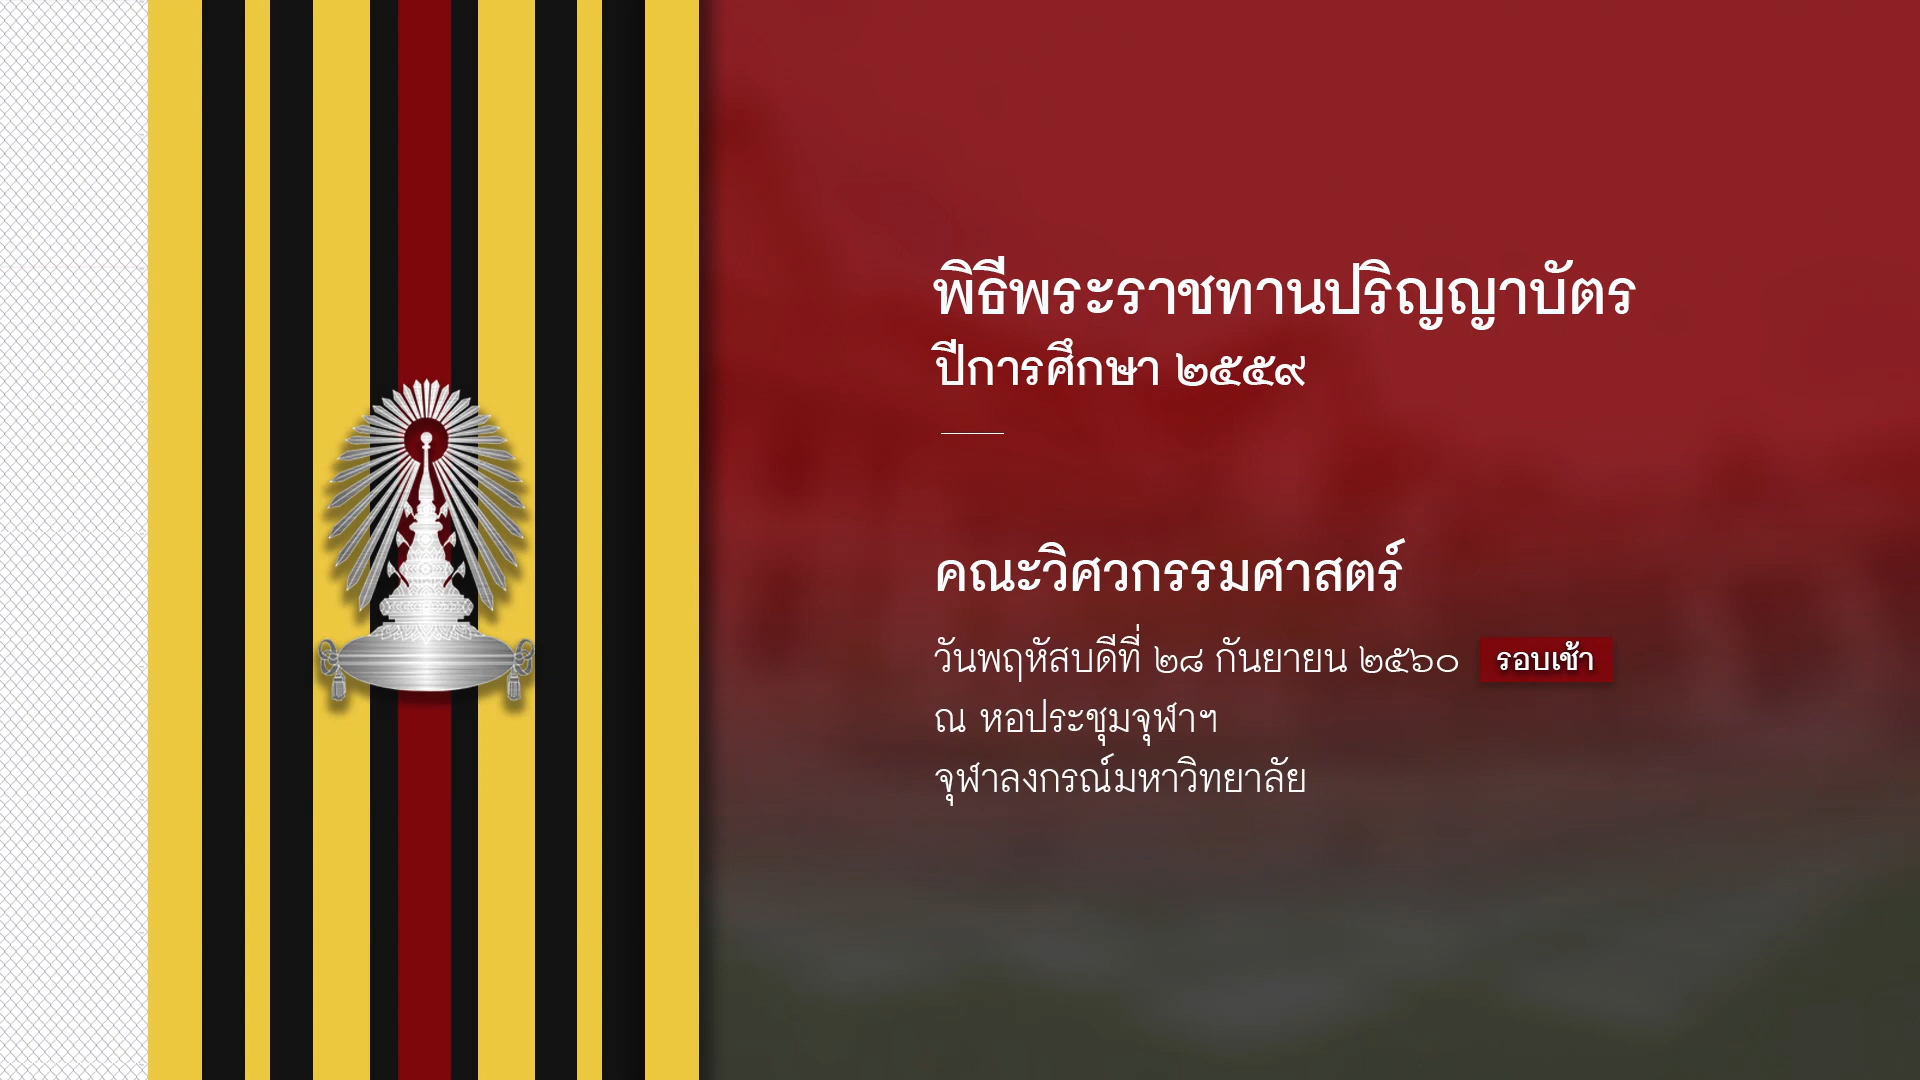 พิธีพระราชทานปริญญาบัตร
ปีการศึกษา ๒๕๕๙
คณะวิศวกรรมศาสตร์
วันพฤหัสบดีที่ ๒๘ กันยายน ๒๕๖๐ รอบเช้า
ณ หอประชุมจุฬาฯ
จุฬาลงกรณ์มหาวิทยาลัย